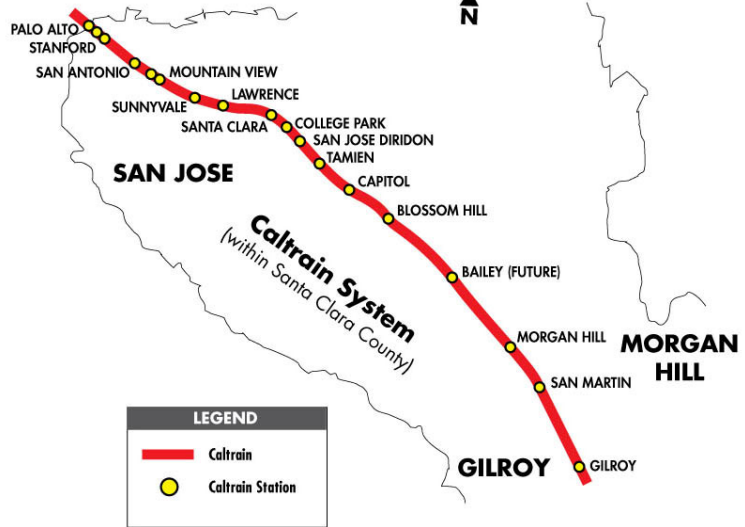 N
PALO ALTO
STANFORD
SAN ANTONIO
MOUNTAIN VIEW
SUNNYVALE
LAWRENCE
SANTA CLARA
COLLEGE PARK
SAN JOSE DIRIDON
TAMIEN
SAN JOSE
CAPITOL
BLOSSOM HILL
Caltrain System
(within Santa Clara County)
BAILEY (FUTURE)
MORGAN HILL
MORGAN
HILL
SAN MARTIN
LEGEND
Caltrain
Caltrain Station
GILROY
GILROY